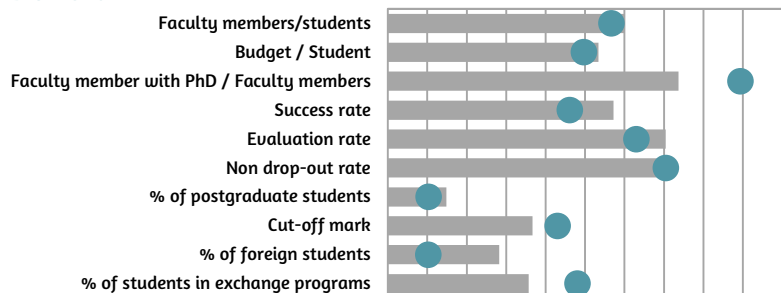 Faculty members/students
Budget / Student
Faculty member with PhD / Faculty members
Success rate
Evaluation rate
Non drop-out rate
% of postgraduate students
Cut-off mark
% of foreign students
% of students in exchange programs